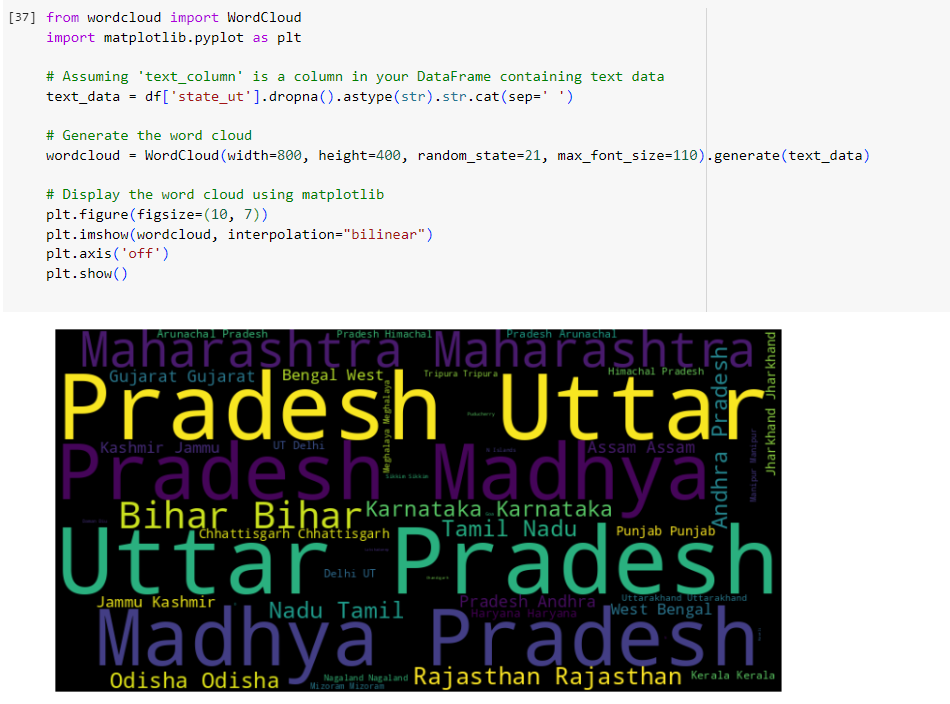 [37] from wordcloud import WordCloud
import matplotlib.pyplot as plt
# Assuming 'text_column' is a column in your DataFrame containing text data
text_data = df['state_ut'].dropna().astype(str).str.cat(sep=' ')
# Generate the word cloud
wordcloud = WordCloud(width=800, height=400, random_state=21, max_font_size=110).generate(text_data)
# Display the word cloud using matplotlib
plt.figure(figsize=(10, 7))
plt.imshow(wordcloud, interpolation="bilinear")
plt.axis('off')
plt.show()
Arunachal Pradesh
Pradesh Himachal
Pradesh Arunachal
Maharashtra Maharashtra
Gujarat Gujarat
Bengal West
Tripura Tripura
Himachal Pradesh
Pradesh Uttar
Puducherry
Meghalaya Meghalaya
Andhra Pradesh
Jharkhand Jharkhand
Kashmir Jammu
UT Delhi
N Islands
Assam Assam
Manipur Manipur
Pradesh Madhya
Sikkim Sikkim
Bihar Bihar
Karnataka Karnataka
Chhattisgarh Chhattisgarh
Tamil Nadu
Punjab Punjab
Uttar Pradesh
Delhi UT
Chandigarh
Jammu Kashmir
Nadu Tamil
Pradesh Andhra
Uttarakhand Uttarakhand
Haryana Haryana
West Bengal
Madhya Pradesh
Odisha Odisha
Nagaland Nagaland
Mizoram Mizoram
Rajasthan Rajasthan
Kerala Kerala